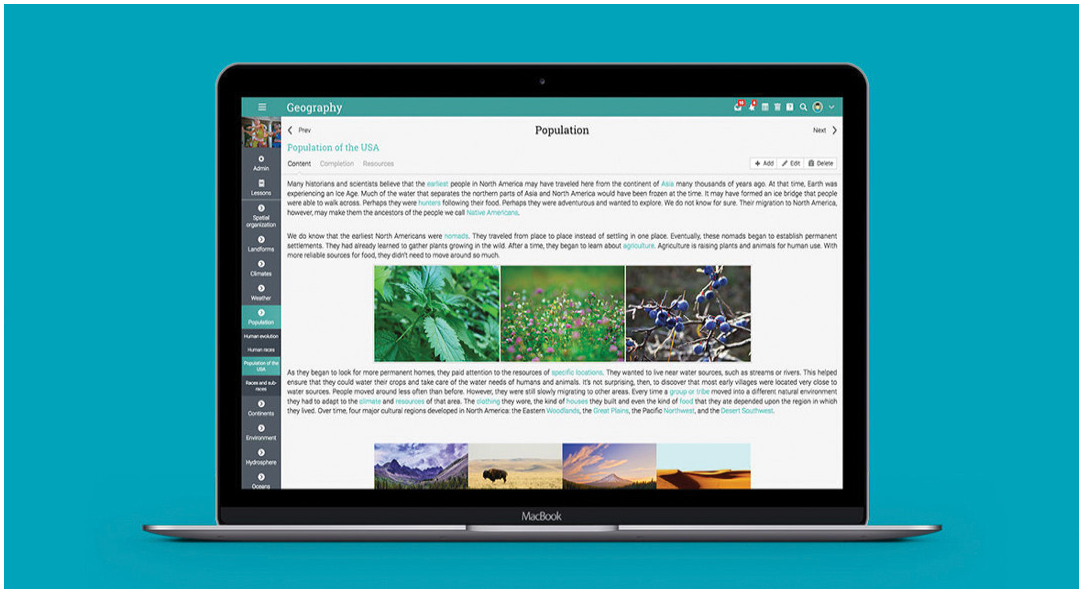 Geography
Prev
Population
Next
Population of the USA
Content Completion Resources
Add Edit Delete
Many historians and scientists believe that the earliest people in North America may have traveled here from the continent of Asia many thousands of years ago. At that time, Earth was
experiencing an Ice Age. Much of the water that separates the northern parts of Asia and North America would have been frozen at the time. It may have formed an ice bridge that people
were able to walk across. Perhaps they were hunters following their food. Perhaps they were adventurous and wanted to explore. We do not know for sure. Their migration to North America,
however, may make them the ancestors of the people we call Native Americans.
We do know that the earliest North Americans were nomads. They traveled from place to place instead of settling in one place. Eventually, these nomads began to establish permanent
settlements. They had already learned to gather plants growing in the wild. After a time, they began to learn about agriculture. Agriculture is raising plants and animals for human use. With
more reliable sources for food, they didn't need to move around so much.
As they began to look for more permanent homes, they paid attention to the resources of specific locations. They wanted to live near water sources, such as streams or rivers. This helped
ensure that they could water their crops and take care of the water needs of humans and animals. It's not surprising, then, to discover that most early villages were located very close to
water sources. People moved around less often than before. However, they were still slowly migrating to other areas. Every time a group or tribe moved into a different natural environment
they had to adapt to the climate and resources of that area. The clothing they wore, the kind of houses they built and even the kind of food that they ate depended upon the region in which
they lived. Over time, four major cultural regions developed in North America: the Eastern Woodlands, the Great Plains, the Pacific Northwest, and the Desert Southwest.
Admin
Lessons
Spatial
organization
Landforms
Climates
Weather
Population
Human evolution
Human races
Population of the
USA
Races and sub-
races
Continents
Environment
Hydrosphere
Oceans
MacBook